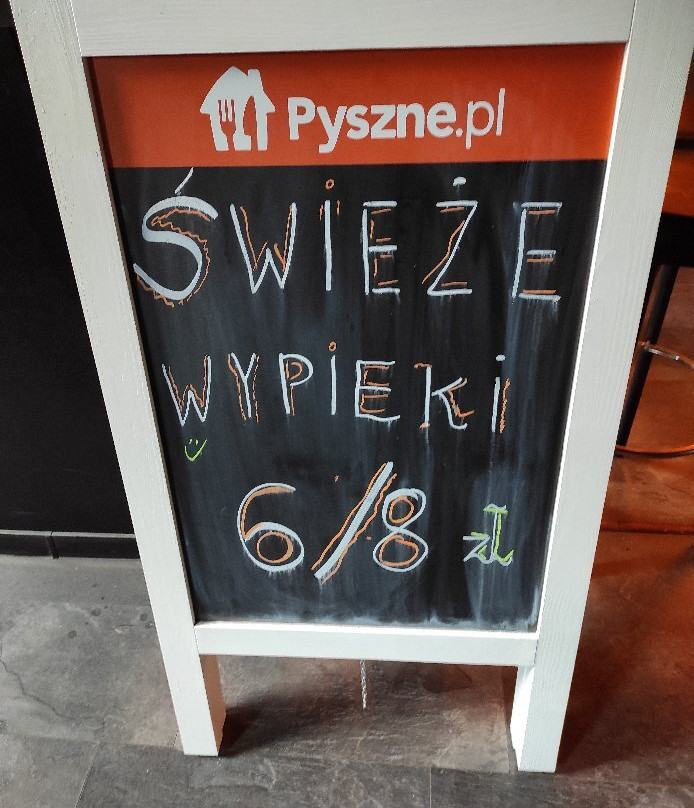 Pyszne.pl
ŚWiEŻE
WYPiEKi
6/8 zł